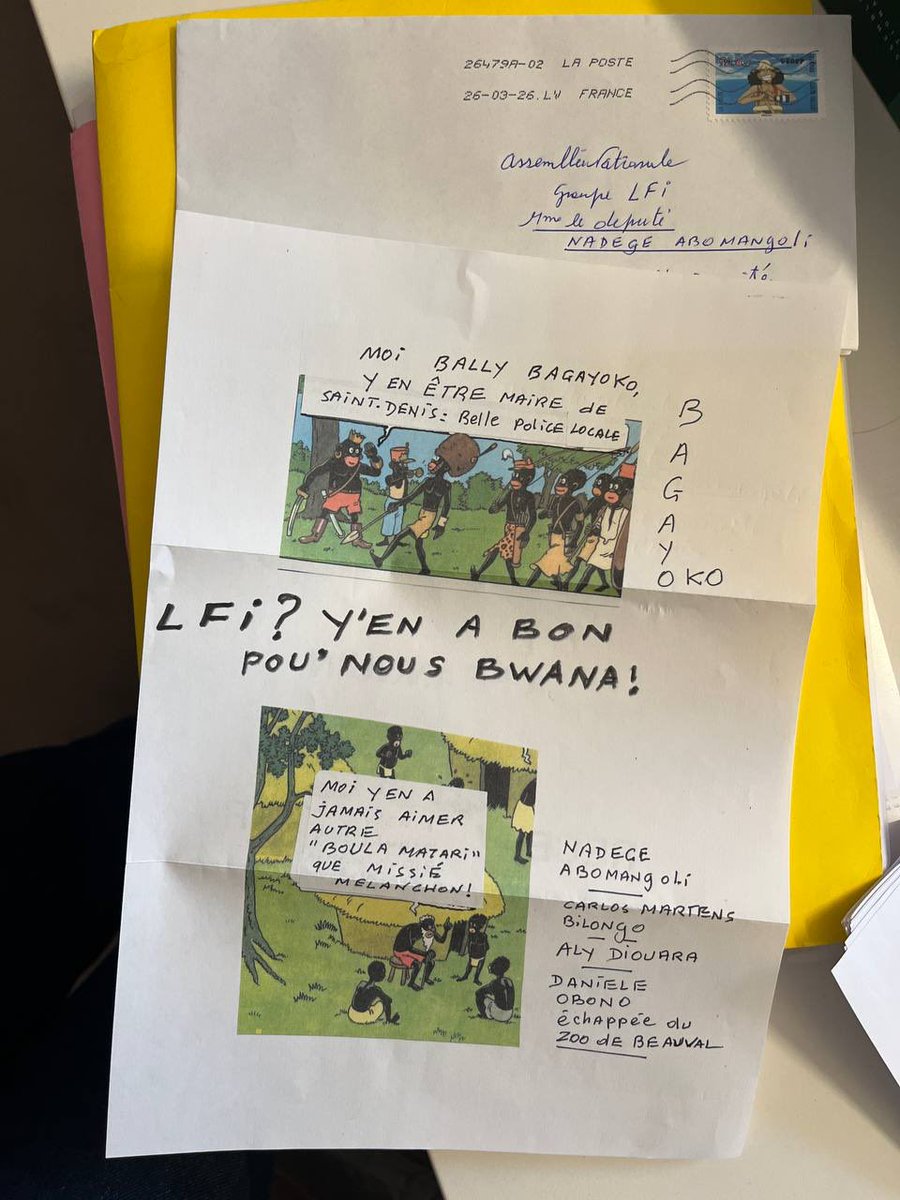 26479A-02 LA POSTE
26-03-26.LV FRANCE
Assemblée Nationale
Groupe LFi
Mme le député
NADEGE ABOMANGOLi
MOI BALLY BAGAYOKO,
Y EN ÊTRE MAIRE de
SAINT-DENIS: Belle POLICE LOCALE
B
A
G
A
Y
OKO
LFi? Y'EN A BON
POU' NOUS BWANA!
MOI Y EN A
JAMAIS AIMER
AUTRE
"BOULA MATARI"
QUE MISSIÉ
MELANCHON!
NADEGE
ABOMANGOLi
CARLOS MARTENS
BiLONGO
ALY DIOUARA
DANIELE
OBONO
échappée du
ZOO de BEAUVAL